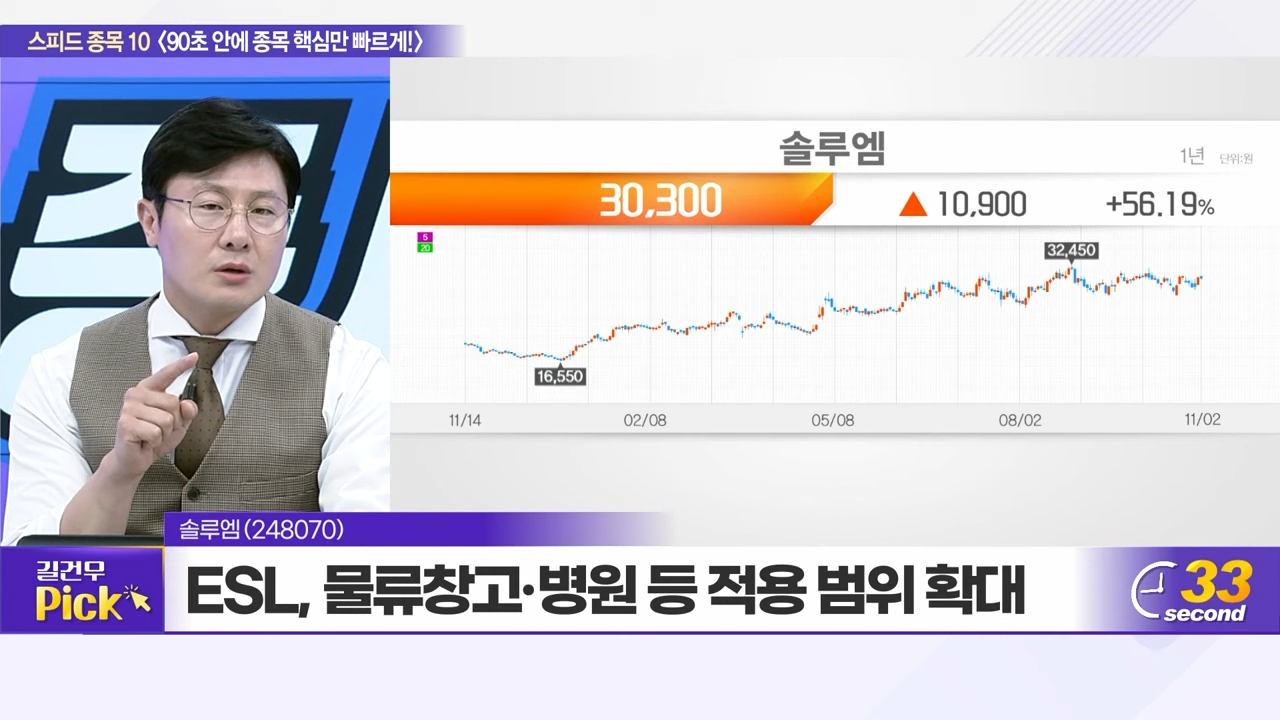 스피드 종목 10 〈90초 안에 종목 핵심만 빠르게!〉
솔루엠
1년 단위:원
30,300 ▲ 10,900 +56.19%
5
20
32,450
16,550
11/14 02/08 05/08 08/02 11/02
솔루엠(248070)
길건무
Pick
ESL, 물류창고·병원 등 적용 범위 확대
33
second